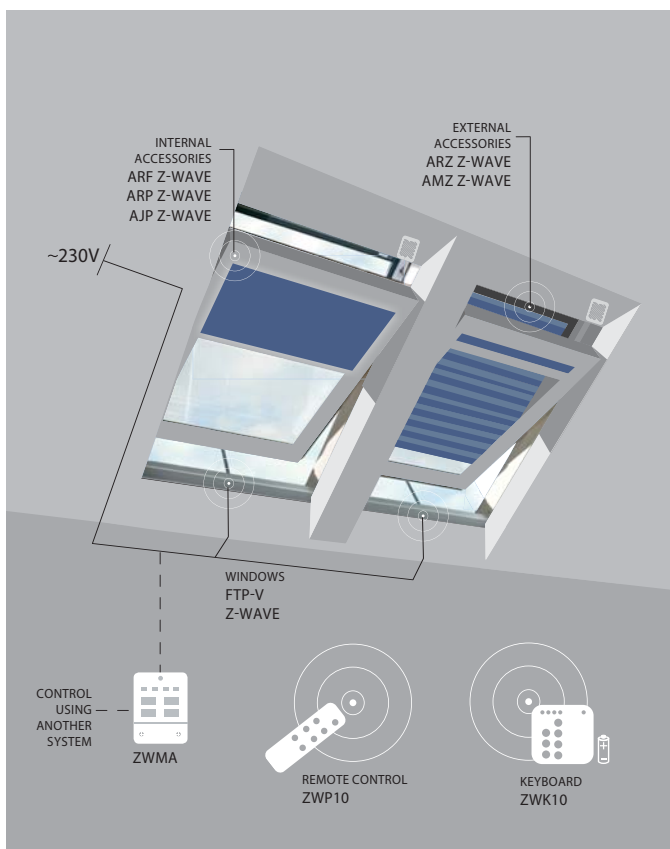 INTERNAL
ACCESSORIES
ARF Z-WAVE
ARP Z-WAVE
AJP Z-WAVE
EXTERNAL
ACCESSORIES
ARZ Z-WAVE
AMZ Z-WAVE
~230V
WINDOWS
FTP-V
Z-WAVE
CONTROL
USING
ANOTHER
SYSTEM
ZWMA
REMOTE CONTROL
ZWP10
KEYBOARD
ZWK10